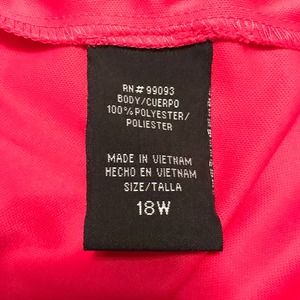 RN# 99093
BODY/CUERPO
100% POLYESTER/
POLIESTER
MADE IN VIETNAM
HECHO EN VIETNAM
SIZE/TALLA
18W